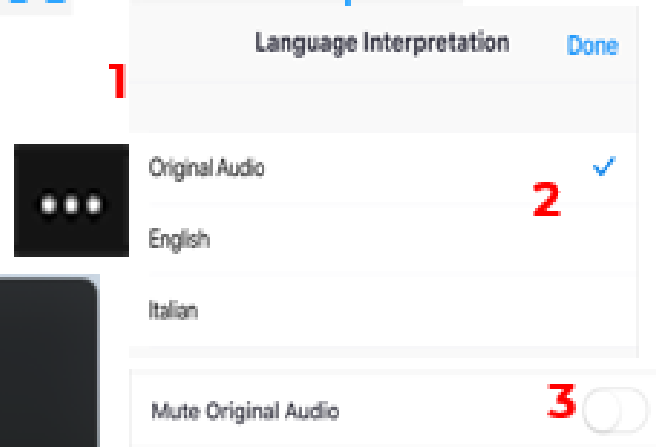 Language Interpretation Done
1
Original Audio
2
English
Italian
Mute Original Audio 3